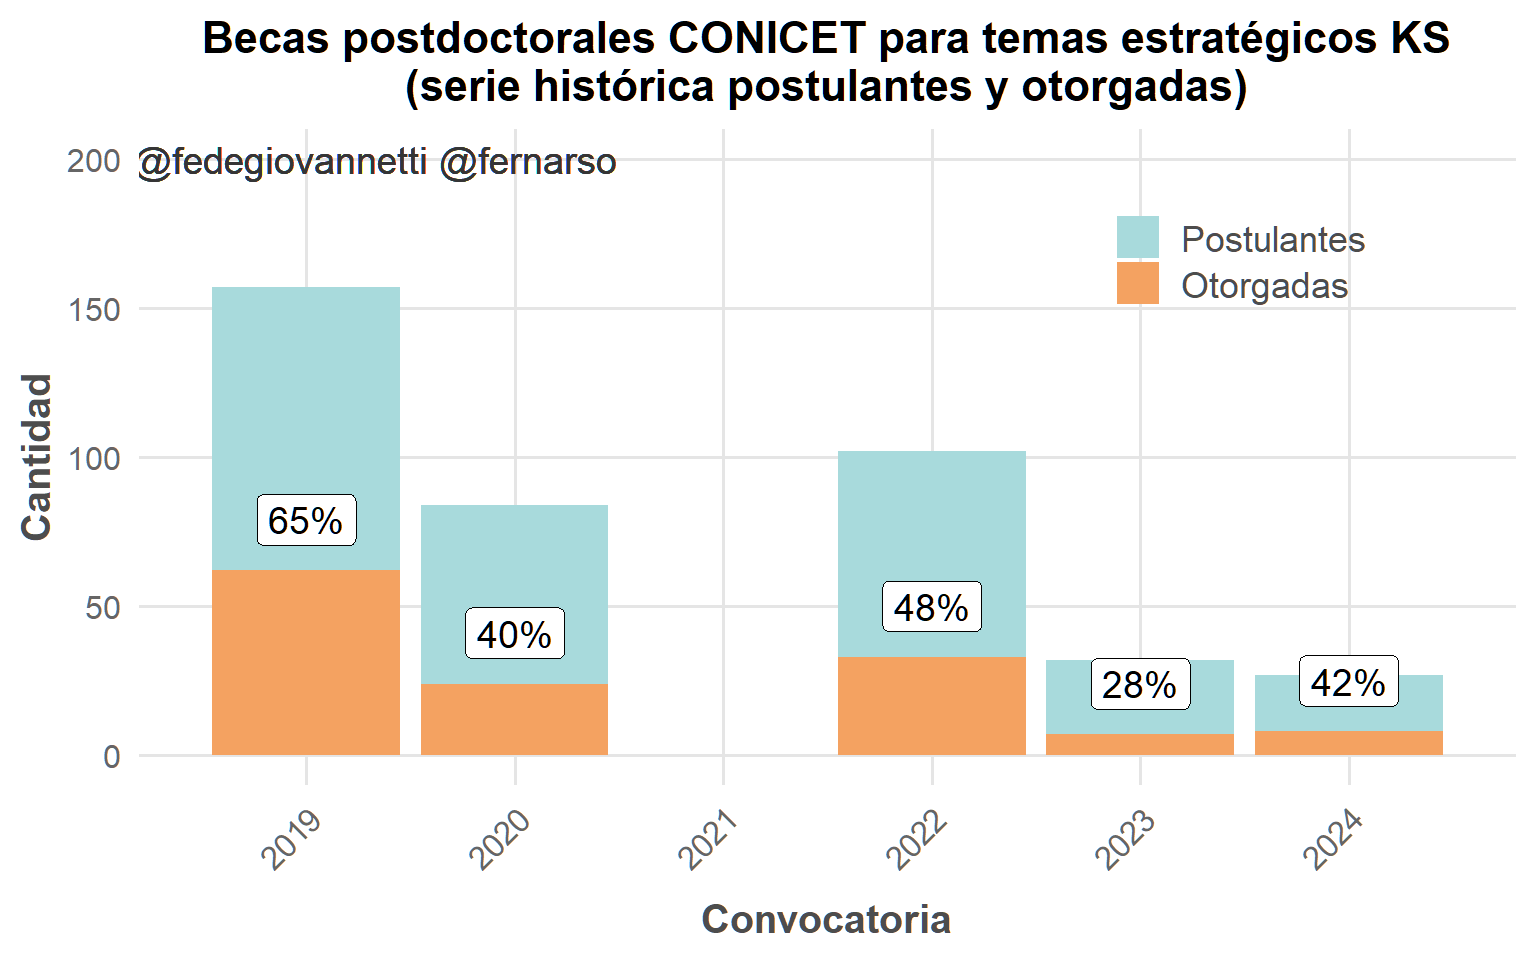 Becas postdoctorales CONICET para temas estratégicos KS
(serie histórica postulantes y otorgadas)
@fedegiovannetti @fernarso
Postulantes
Otorgadas
Cantidad
200
150
100
50
0
65%
40%
48%
28%
42%
2019
2020
2021
2022
2023
2024
Convocatoria